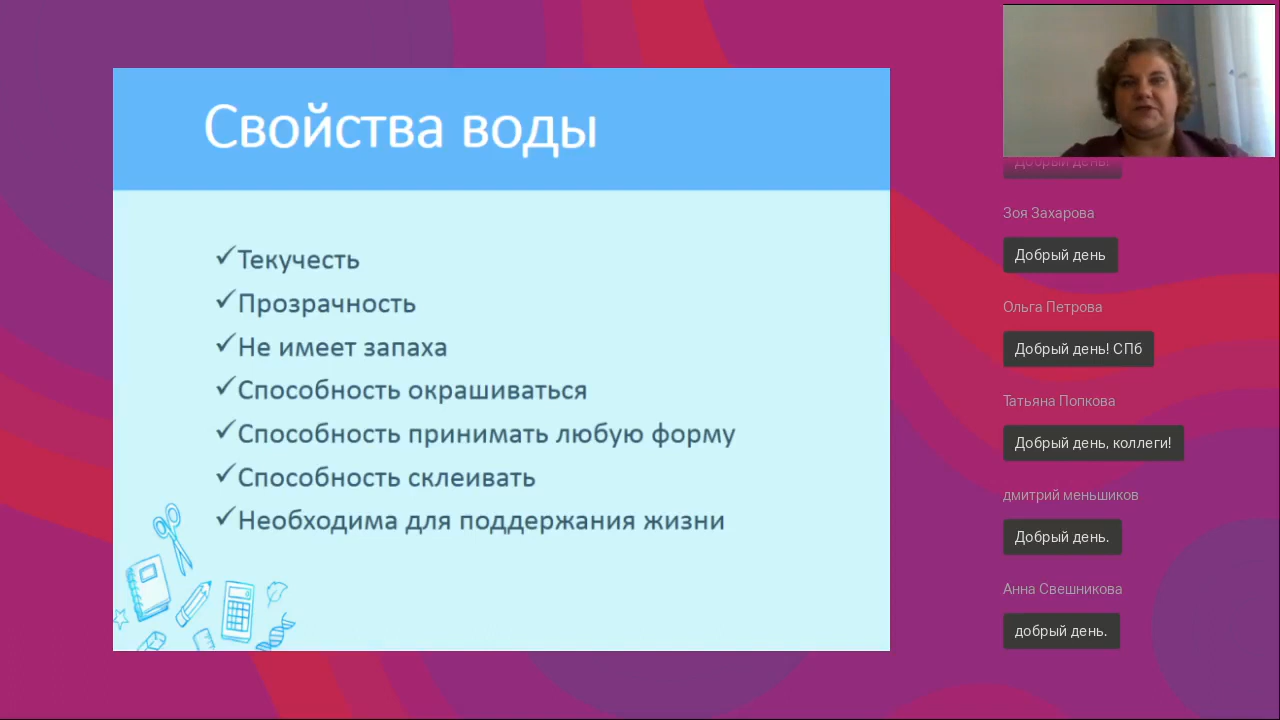 Свойства воды
✓Текучесть
✓Прозрачность
✓Не имеет запаха
✓Способность окрашиваться
✓Способность принимать любую форму
✓Способность склеивать
✓Необходима для поддержания жизни
Добрый день!
Зоя Захарова
Добрый день
Ольга Петрова
Добрый день! СПб
Татьяна Попкова
Добрый день, коллеги!
дмитрий меньшиков
Добрый день.
Анна Свешникова
добрый день.